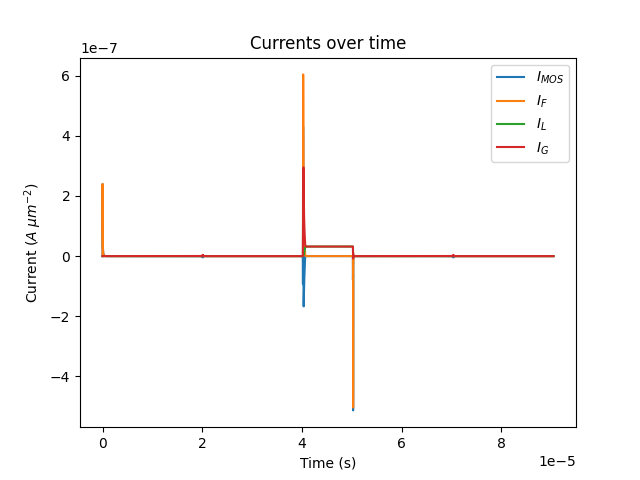 Currents over time
1e−7
6
4
2
0
−2
−4
Current (A μm⁻²)
I_MOS
I_F
I_L
I_G
0 2 4 6 8
1e−5
Time (s)